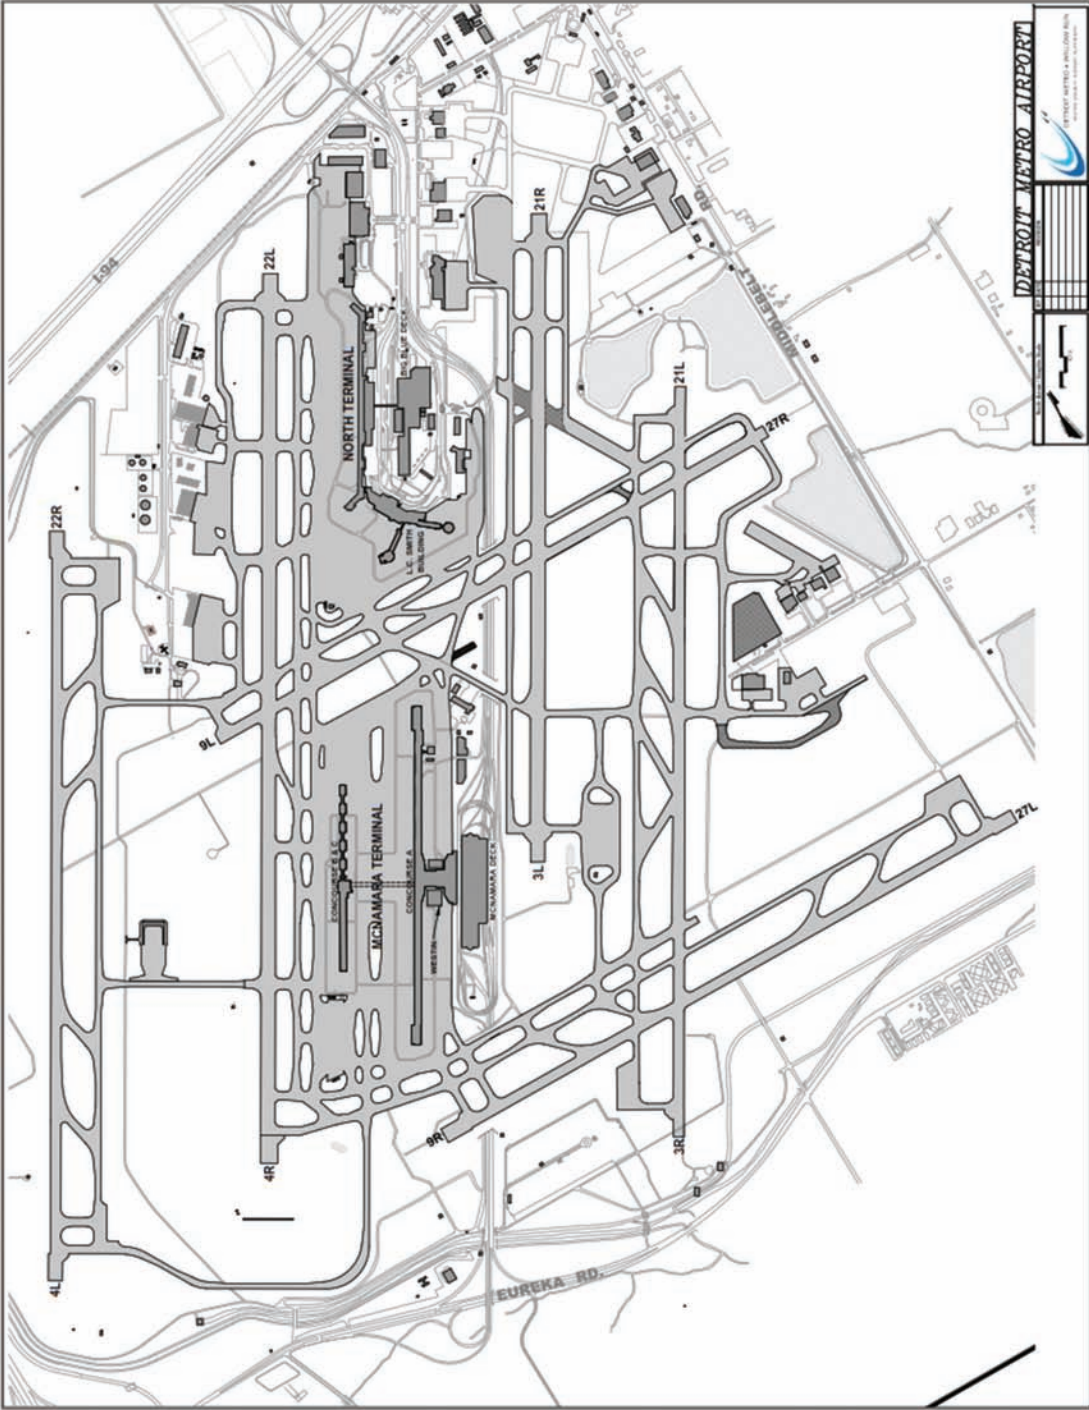 DETROIT METRO AIRPORT
I-94
22L
21R
RD.
MIDDLEBELT
22R
NORTH TERMINAL
BIG BLUE DECK
21L
27R
L.C. SMITH
BUILDING
9L
CONCOURSE B & C
MCNAMARA TERMINAL
CONCOURSE A
MCNAMARA DECK
WESTIN
3L
27L
9R
4R
3R
4L
EUREKA RD.